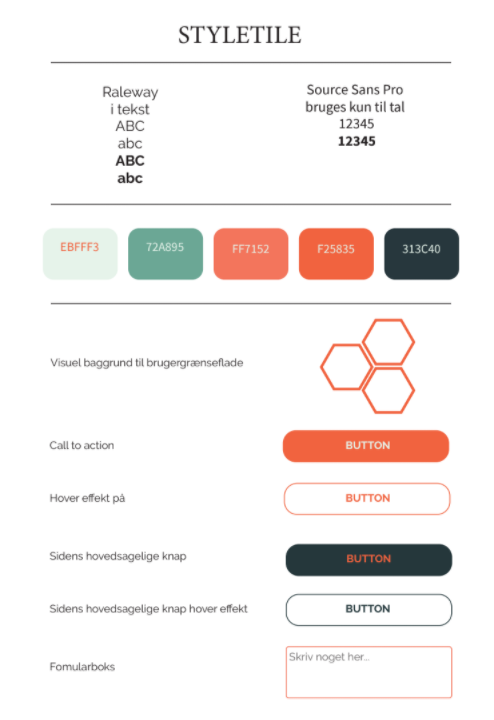 STYLETILE
Raleway
i tekst
ABC
abc
ABC
abc
Source Sans Pro
bruges kun til tal
12345
12345
EBFFF3
72A895
FF7152
F25835
313C40
Visuel baggrund til brugergrænseflade
Call to action
BUTTON
Hover effekt på
BUTTON
Sidens hovedsagelige knap
BUTTON
Sidens hovedsagelige knap hover effekt
BUTTON
Fomularboks
Skriv noget her...